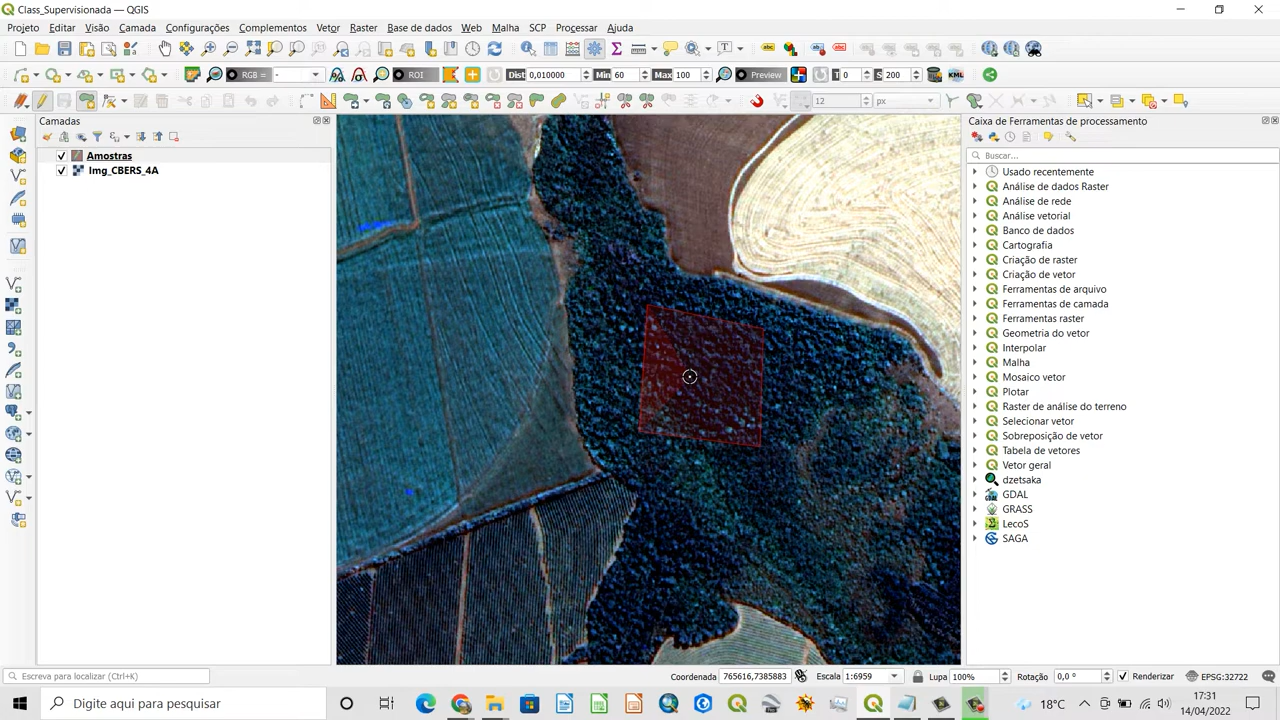 Class_Supervisionada — QGIS
Projeto Editar Visão Camada Configurações Complementos Vetor Raster Base de dados Web Malha SCP Processar Ajuda
RGB = - ROI Dist 0,010000 Min 60 Max 100 Preview T 0 S 200 KML
12 px
Camadas
Amostras
Img_CBERS_4A
Caixa de Ferramentas de processamento
Buscar...
Usado recentemente
Análise de dados Raster
Análise de rede
Análise vetorial
Banco de dados
Cartografia
Criação de raster
Criação de vetor
Ferramentas de arquivo
Ferramentas de camada
Ferramentas raster
Geometria do vetor
Interpolar
Malha
Mosaico vetor
Plotar
Raster de análise do terreno
Selecionar vetor
Sobreposição de vetor
Tabela de vetores
Vetor geral
dzetsaka
GDAL
GRASS
LecoS
SAGA
Escreva para localizar (Ctrl+K)
Coordenada 765616,7385883 Escala 1:6959 Lupa 100% Rotação 0,0 ° Renderizar EPSG:32722
Digite aqui para pesquisar
18°C
17:31
14/04/2022